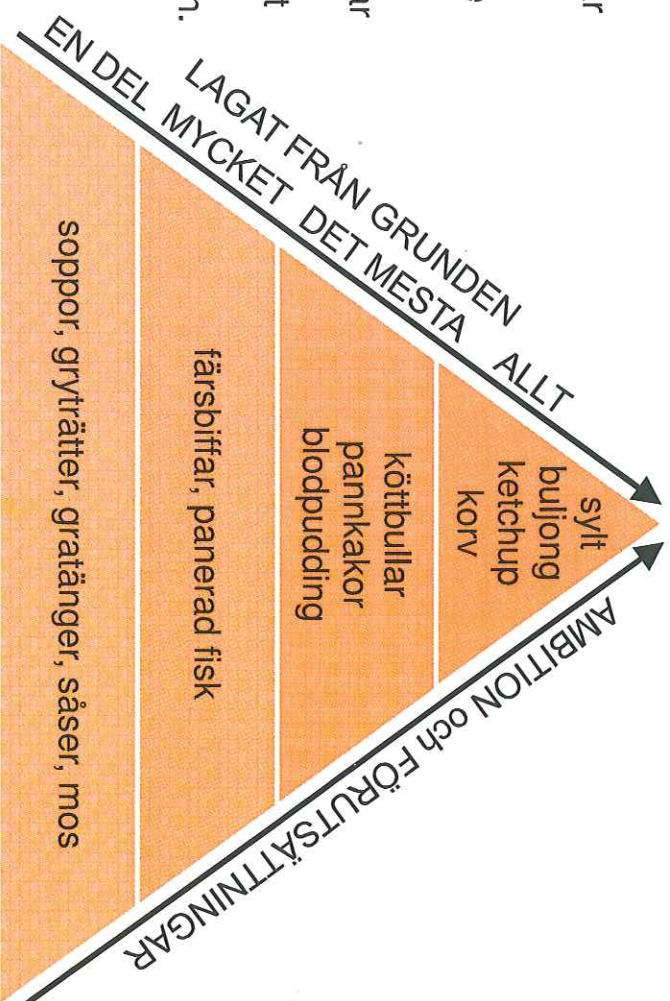 LAGAT FRÅN GRUNDEN
EN DEL MYCKET DET MESTA ALLT
AMBITION och FÖRUTSÄTTNINGAR
sylt
buljong
ketchup
korv
köttbullar
pannkakor
blodpudding
färsbiffar, panerad fisk
soppor, gryträtter, gratänger, såser, mos